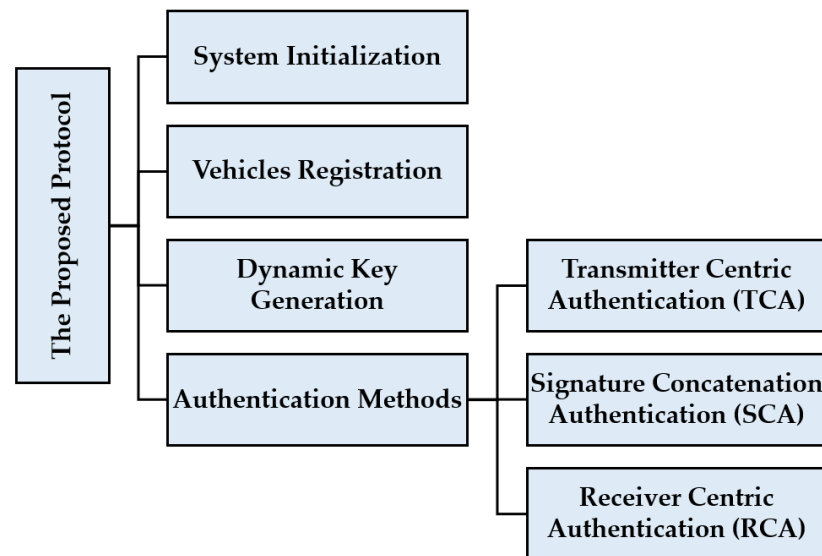 The Proposed Protocol
System Initialization
Vehicles Registration
Dynamic Key
Generation
Authentication Methods
Transmitter Centric
Authentication (TCA)
Signature Concatenation
Authentication (SCA)
Receiver Centric
Authentication (RCA)